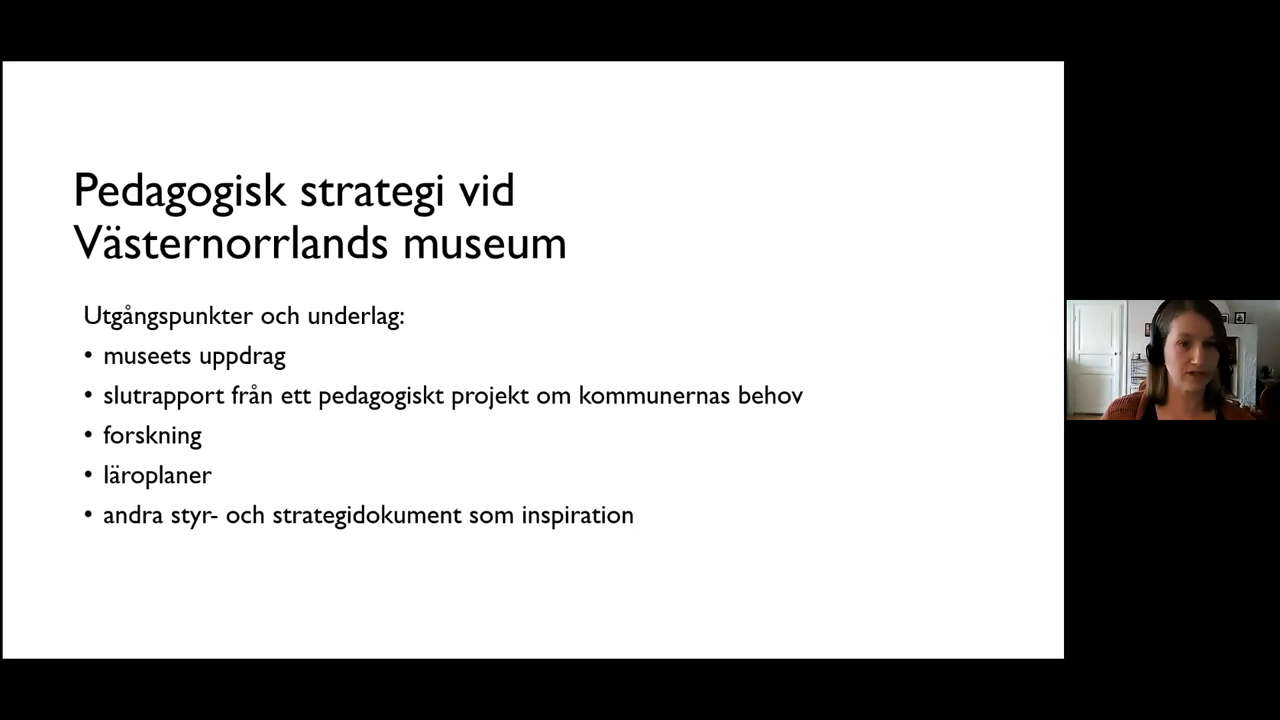 Pedagogisk strategi vid
Västernorrlands museum
Utgångspunkter och underlag:
• museets uppdrag
• slutrapport från ett pedagogiskt projekt om kommunernas behov
• forskning
• läroplaner
• andra styr- och strategidokument som inspiration